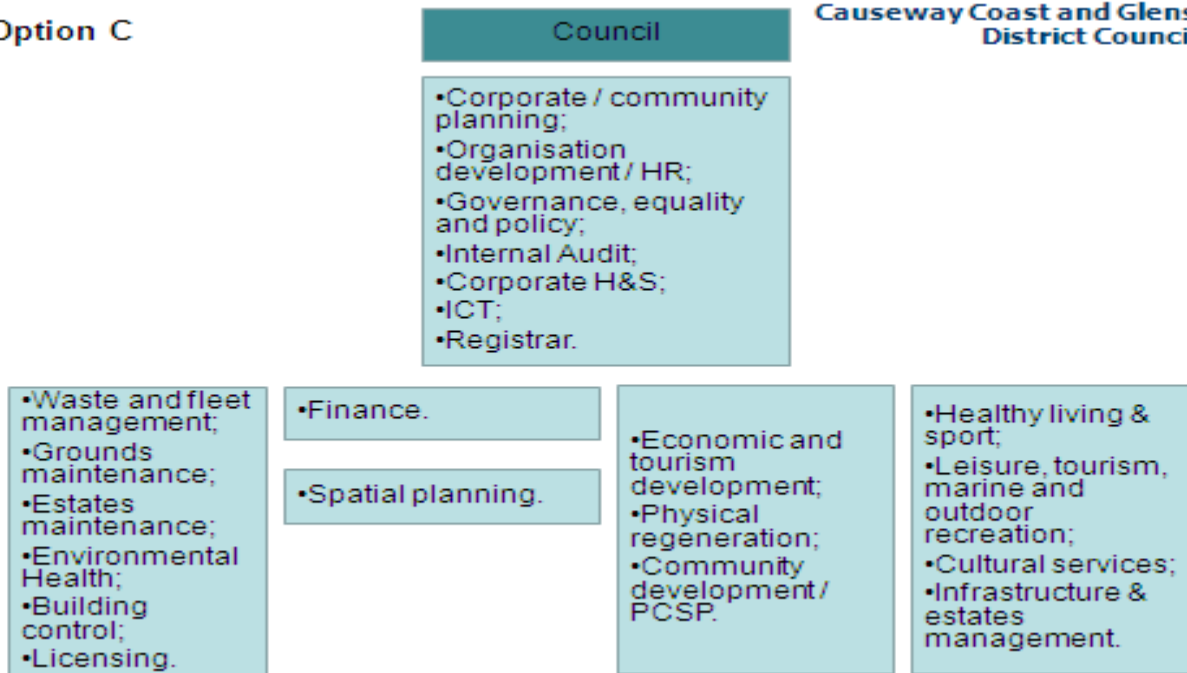 Option C
Council
Causeway Coast and Glens
District Council
•Corporate / community
planning;
•Organisation
development / HR;
•Governance, equality
and policy;
•Internal Audit;
•Corporate H&S;
•ICT;
•Registrar.
•Waste and fleet
management;
•Grounds
maintenance;
•Estates
maintenance;
•Environmental
Health;
•Building
control;
•Licensing.
•Finance.
•Spatial planning.
•Economic and
tourism
development;
•Physical
regeneration;
•Community
development /
PCSP.
•Healthy living &
sport;
•Leisure, tourism,
marine and
outdoor
recreation;
•Cultural services;
•Infrastructure &
estates
management.